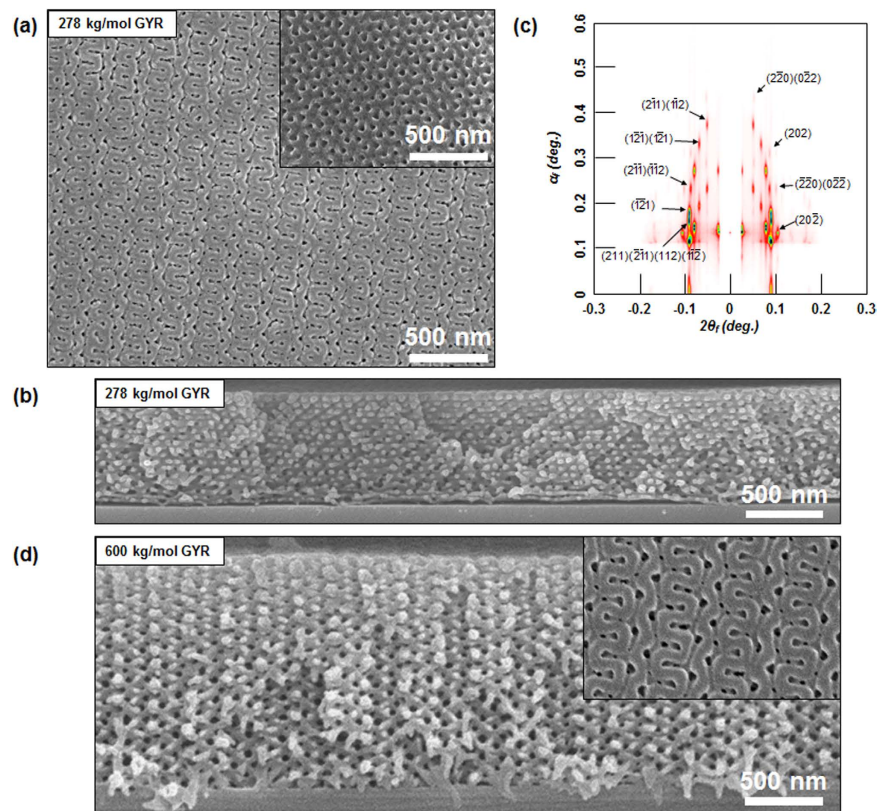 (a)
278 kg/mol GYR
500 nm
500 nm
(c)
αf (deg.)
0.6
0.5
0.4
0.3
0.2
0.1
0
(22̄0)(02̄2)
(21̄1)(11̄2)
(12̄1)(12̄1)
(202)
(21̄1̄)(1̄1̄2)
(2̄2̄0)(02̄2̄)
(1̄2̄1)
(202̄)
(211)(2̄11)(112)(112̄)
-0.3 -0.2 -0.1 0 0.1 0.2 0.3
2θf (deg.)
(b)
278 kg/mol GYR
500 nm
(d)
600 kg/mol GYR
500 nm